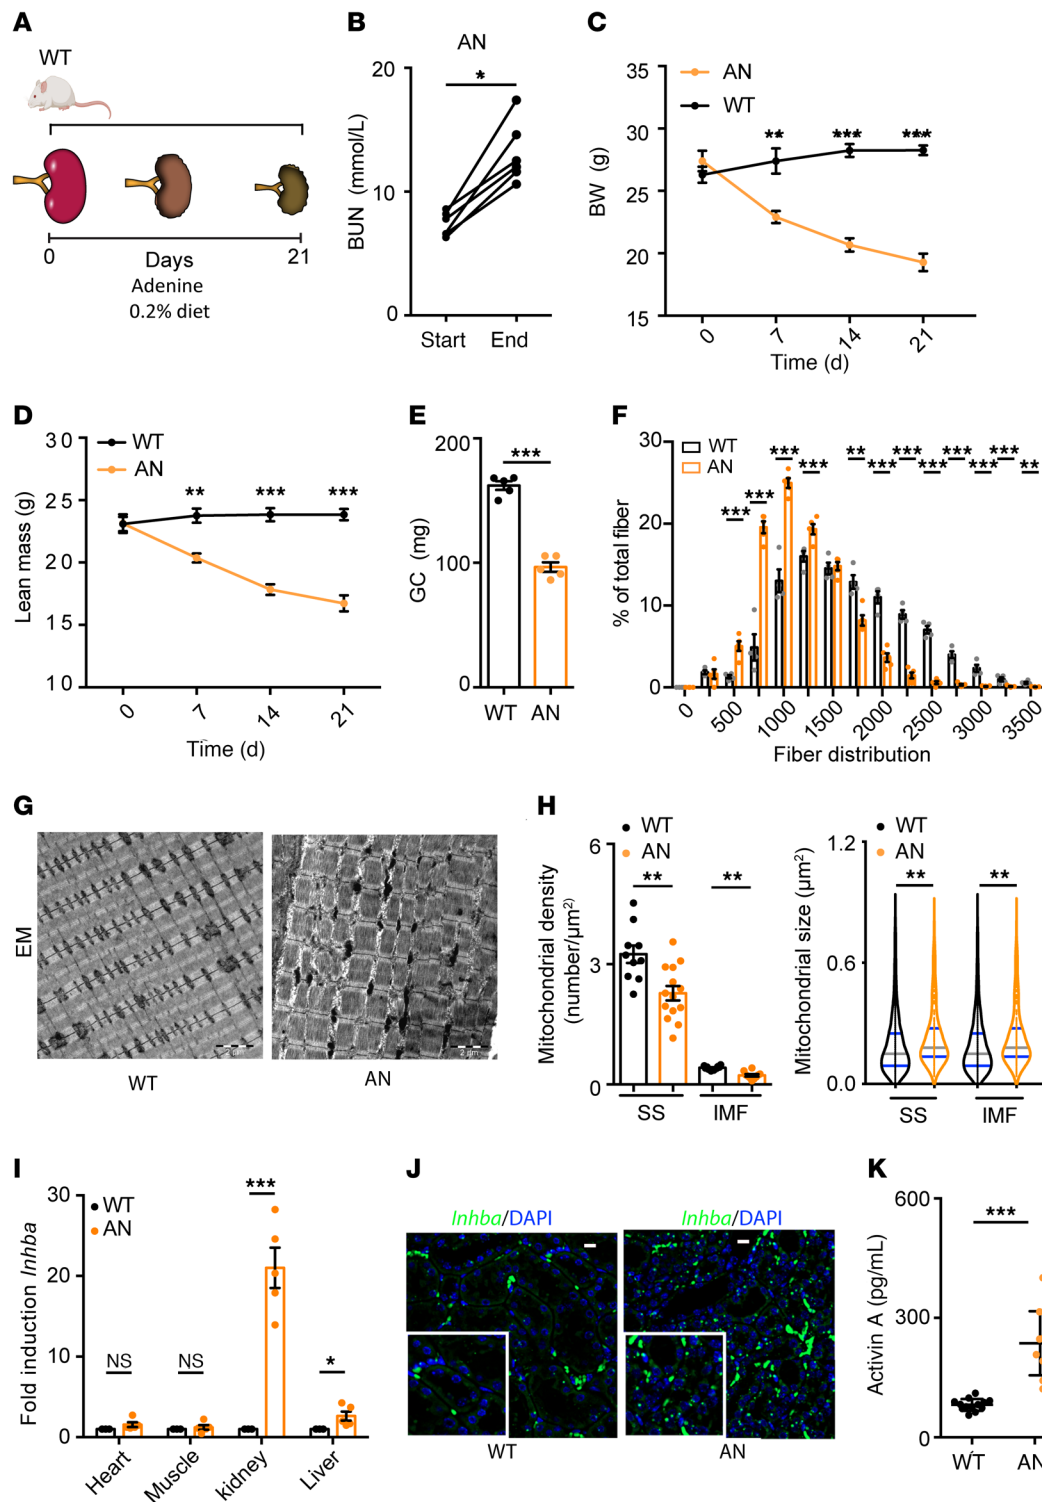 A
WT
0
21
Days
Adenine
0.2% diet
B
AN
*
BUN (mmol/L)
20
10
0
Start
End
C
AN
WT
** *** ***
BW (g)
35
30
25
20
15
0
7
14
21
Time (d)
D
WT
AN
** *** ***
Lean mass (g)
30
25
20
15
10
0
7
14
21
Time (d)
E
***
GC (mg)
200
100
0
WT
AN
F
WT
AN
*** *** *** *** ** *** *** *** *** *** *** **
% of total fiber
30
20
10
0
0
500
1000
1500
2000
2500
3000
3500
Fiber distribution
G
EM
2 µm
2 µm
WT
AN
H
WT
AN
** **
Mitochondrial density
(number/µm²)
6
3
0
SS
IMF
WT
AN
** **
Mitochondrial size (µm²)
1.2
0.6
0.0
SS
IMF
I
WT
AN
NS
NS
***
*
Fold induction Inhba
30
20
10
0
Heart
Muscle
kidney
Liver
J
Inhba/DAPI
Inhba/DAPI
WT
AN
K
***
Activin A (pg/mL)
600
300
0
WT
AN